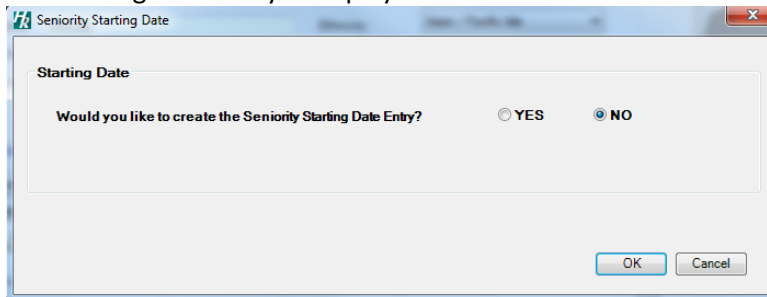 Seniority Starting Date
Starting Date
Would you like to create the Seniority Starting Date Entry? YES NO
OK Cancel